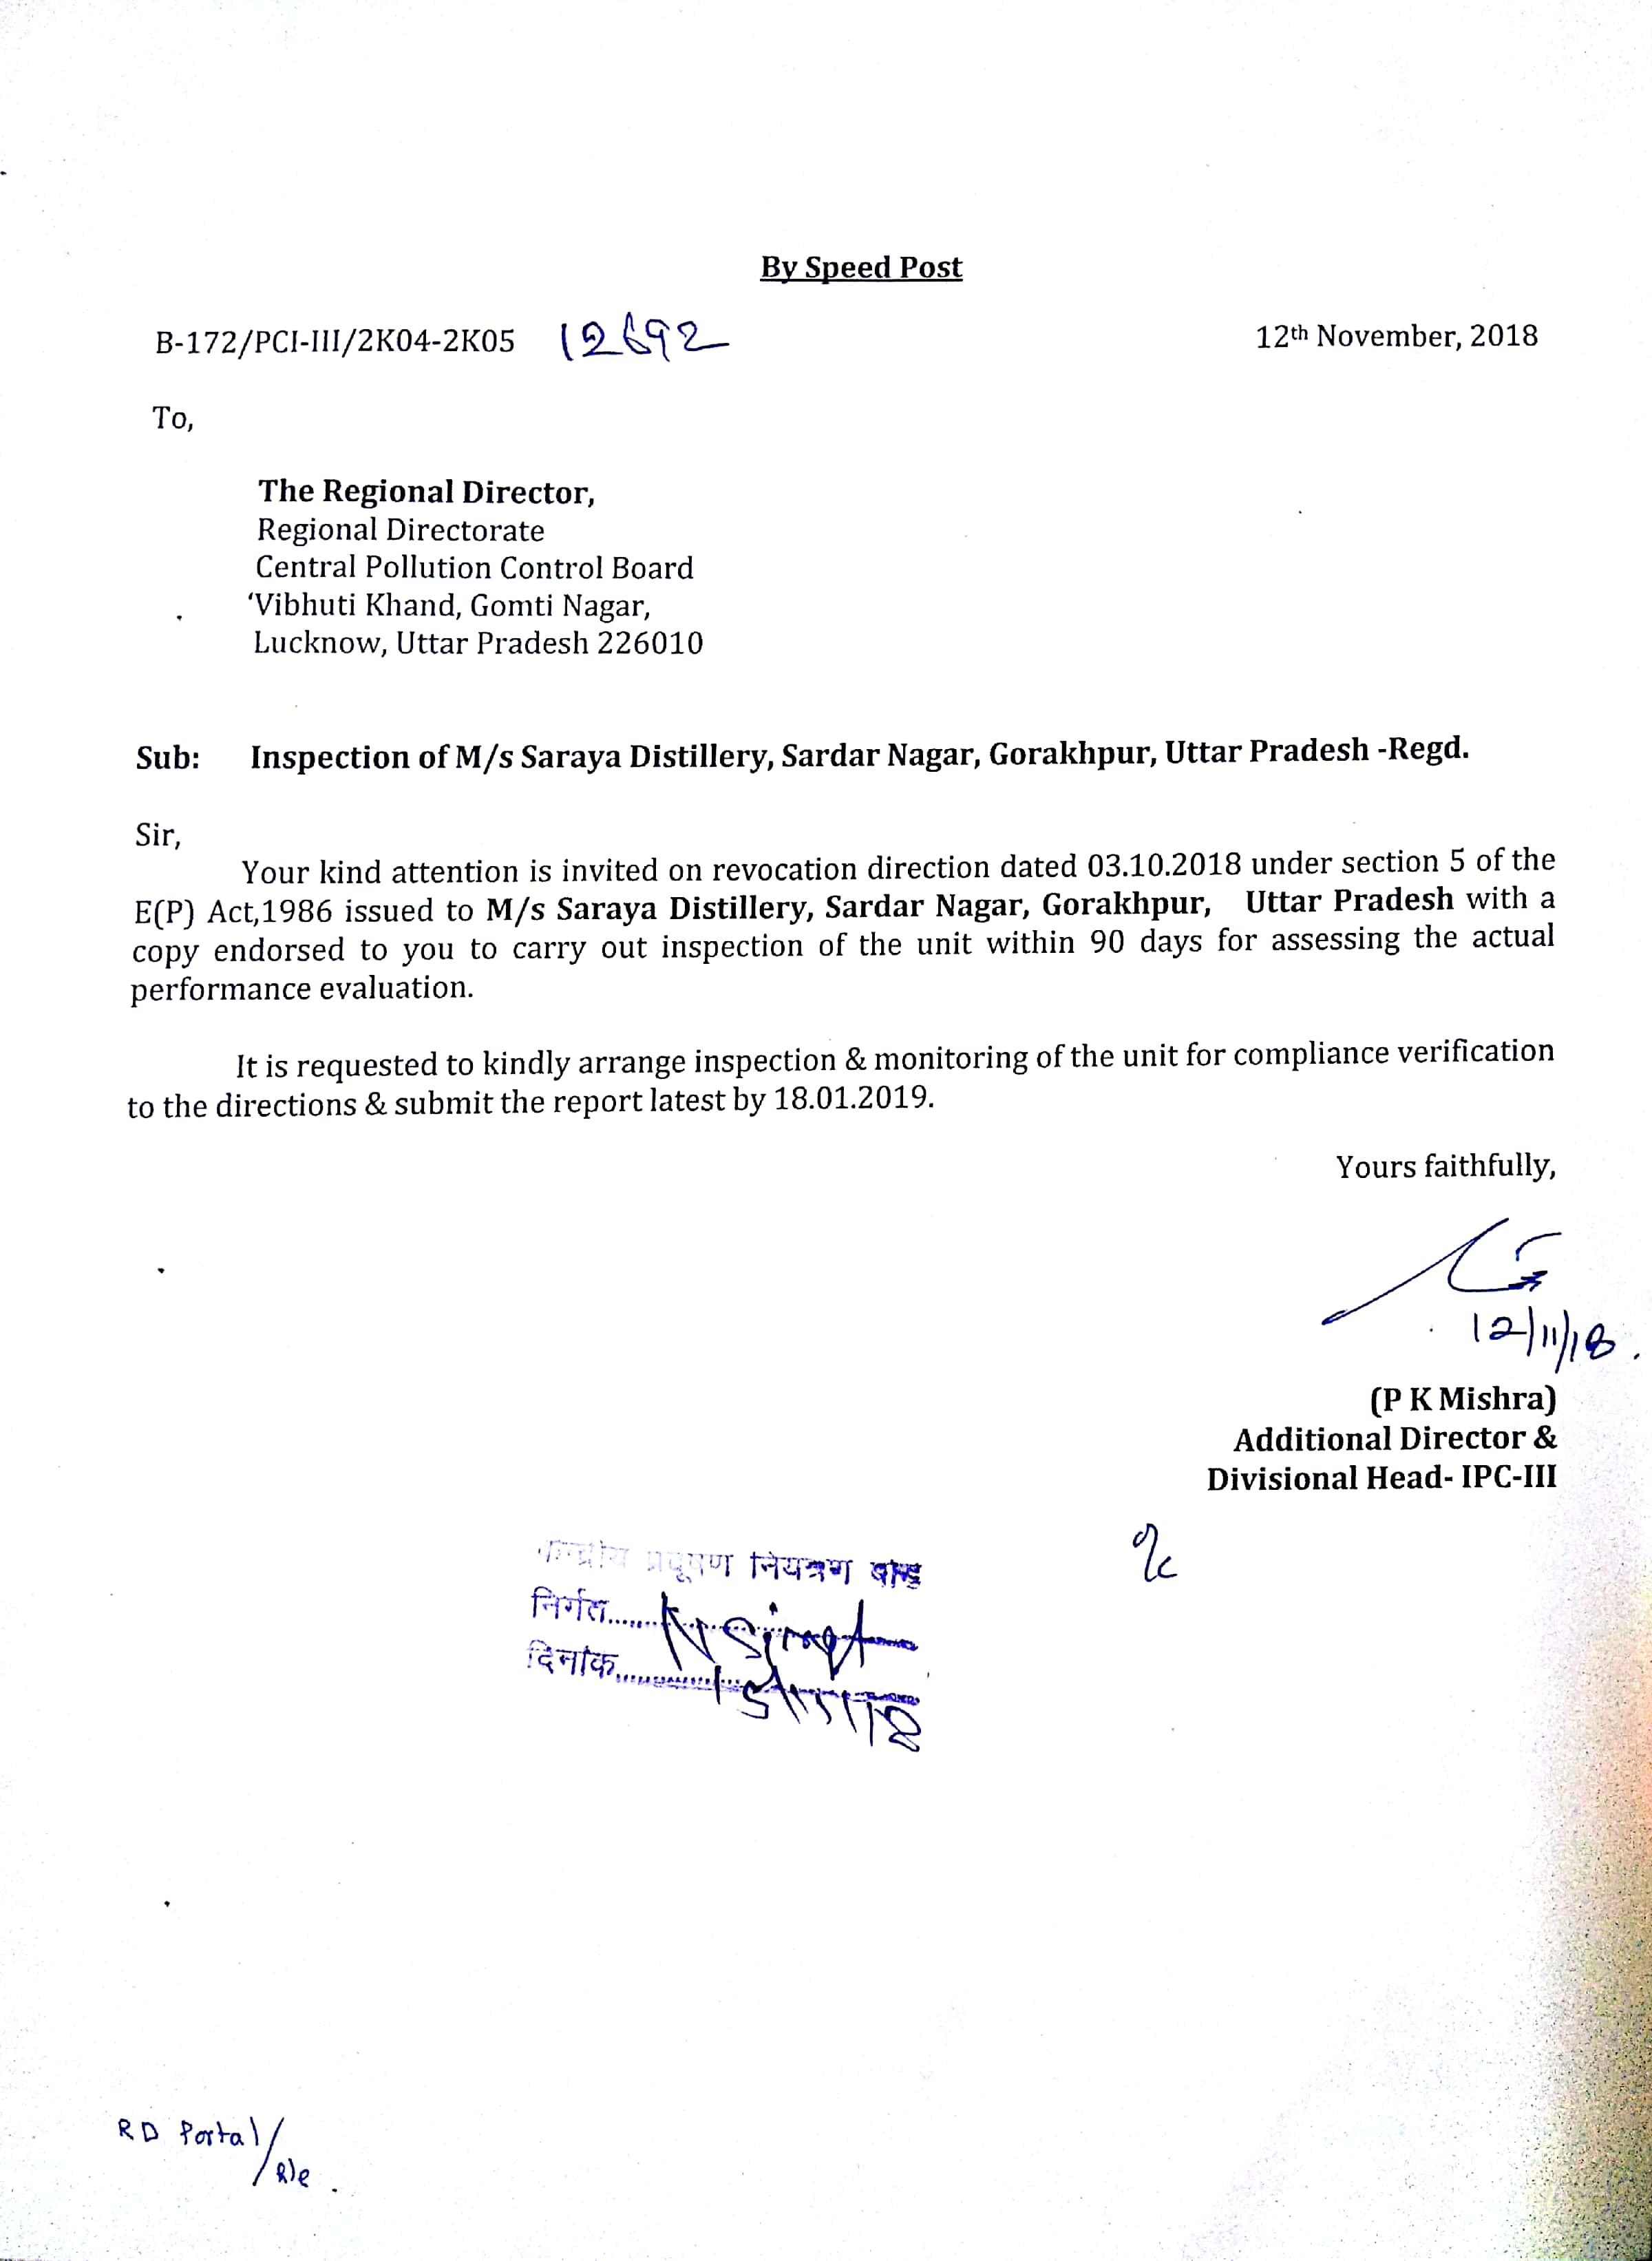 By Speed Post
B-172/PCI-III/2K04-2K05 12692
12th November, 2018
To,
The Regional Director,
Regional Directorate
Central Pollution Control Board
‘Vibhuti Khand, Gomti Nagar,
Lucknow, Uttar Pradesh 226010
Sub: Inspection of M/s Saraya Distillery, Sardar Nagar, Gorakhpur, Uttar Pradesh -Regd.
Sir,
Your kind attention is invited on revocation direction dated 03.10.2018 under section 5 of the
E(P) Act,1986 issued to M/s Saraya Distillery, Sardar Nagar, Gorakhpur, Uttar Pradesh with a
copy endorsed to you to carry out inspection of the unit within 90 days for assessing the actual
performance evaluation.
It is requested to kindly arrange inspection & monitoring of the unit for compliance verification
to the directions & submit the report latest by 18.01.2019.
Yours faithfully,
12/11/18.
(P K Mishra)
Additional Director &
Divisional Head- IPC-III
केन्द्रीय प्रदूषण नियंत्रण बोर्ड
निर्गत........
दिनांक........
RD Portal/